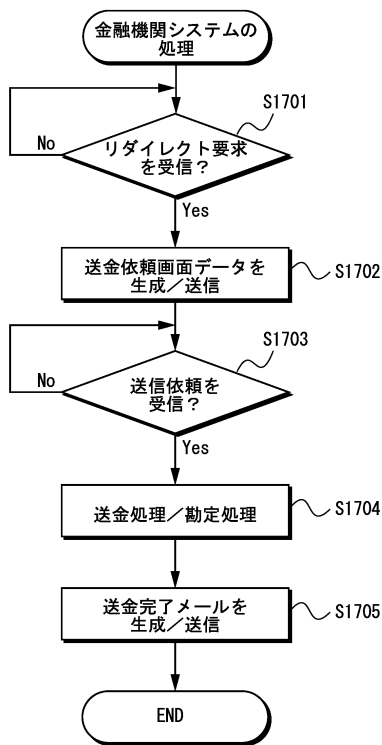 金融機関システムの
処理
S1701
リダイレクト要求
を受信？
No
Yes
送金依頼画面データを
生成／送信
S1702
S1703
送信依頼を
受信？
No
Yes
送金処理／勘定処理
S1704
送金完了メールを
生成／送信
S1705
END